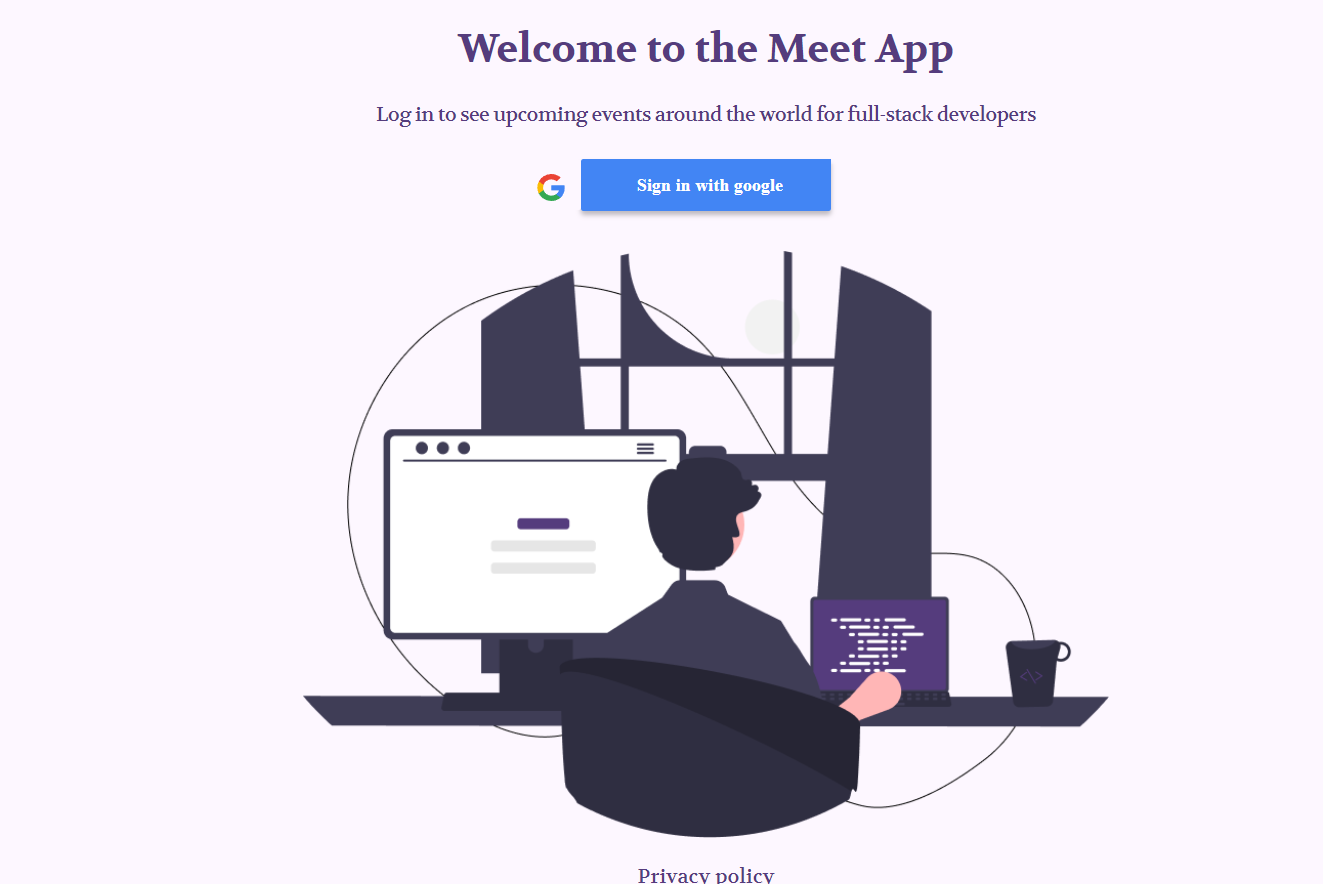 Welcome to the Meet App
Log in to see upcoming events around the world for full-stack developers
Sign in with google
Privacy policy